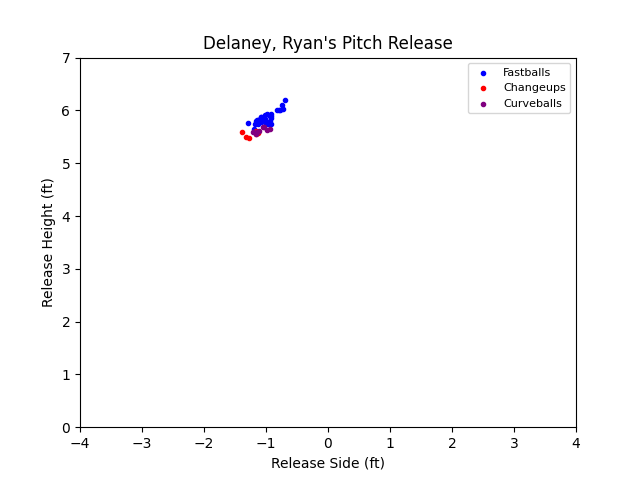 Delaney, Ryan's Pitch Release
7
6
5
4
3
2
1
0
Release Height (ft)
Fastballs
Changeups
Curveballs
−4 −3 −2 −1 0 1 2 3 4
Release Side (ft)